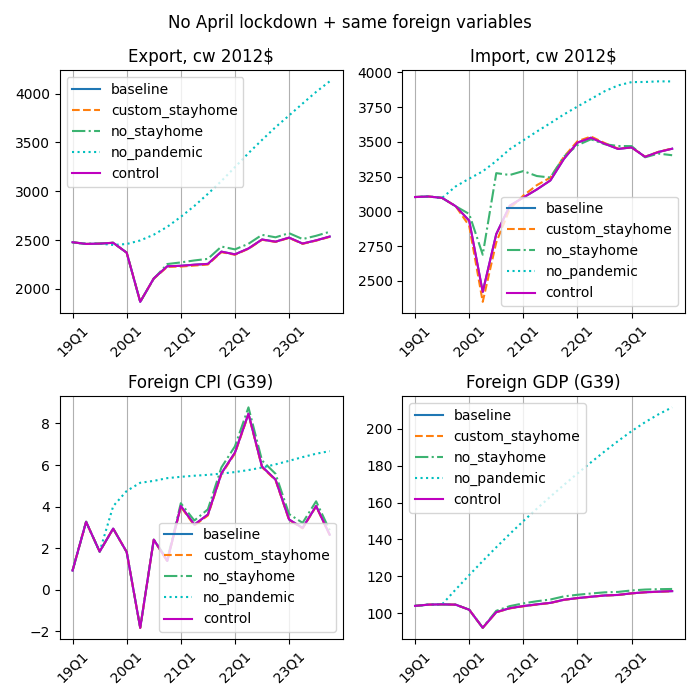 No April lockdown + same foreign variables
Export, cw 2012$
4000
3500
3000
2500
2000
baseline
custom_stayhome
no_stayhome
no_pandemic
control
19Q1
20Q1
21Q1
22Q1
23Q1
Import, cw 2012$
4000
3750
3500
3250
3000
2750
2500
baseline
custom_stayhome
no_stayhome
no_pandemic
control
19Q1
20Q1
21Q1
22Q1
23Q1
Foreign CPI (G39)
8
6
4
2
0
−2
baseline
custom_stayhome
no_stayhome
no_pandemic
control
19Q1
20Q1
21Q1
22Q1
23Q1
Foreign GDP (G39)
200
180
160
140
120
100
baseline
custom_stayhome
no_stayhome
no_pandemic
control
19Q1
20Q1
21Q1
22Q1
23Q1